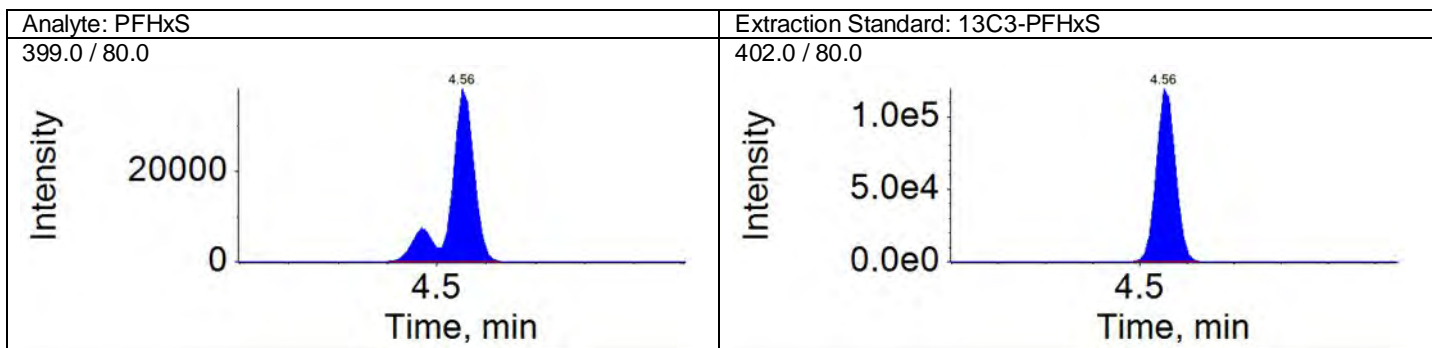 Analyte: PFHxS
399.0 / 80.0
4.56
Intensity
20000
0
4.5
Time, min
Extraction Standard: 13C3-PFHxS
402.0 / 80.0
4.56
Intensity
1.0e5
5.0e4
0.0e0
4.5
Time, min